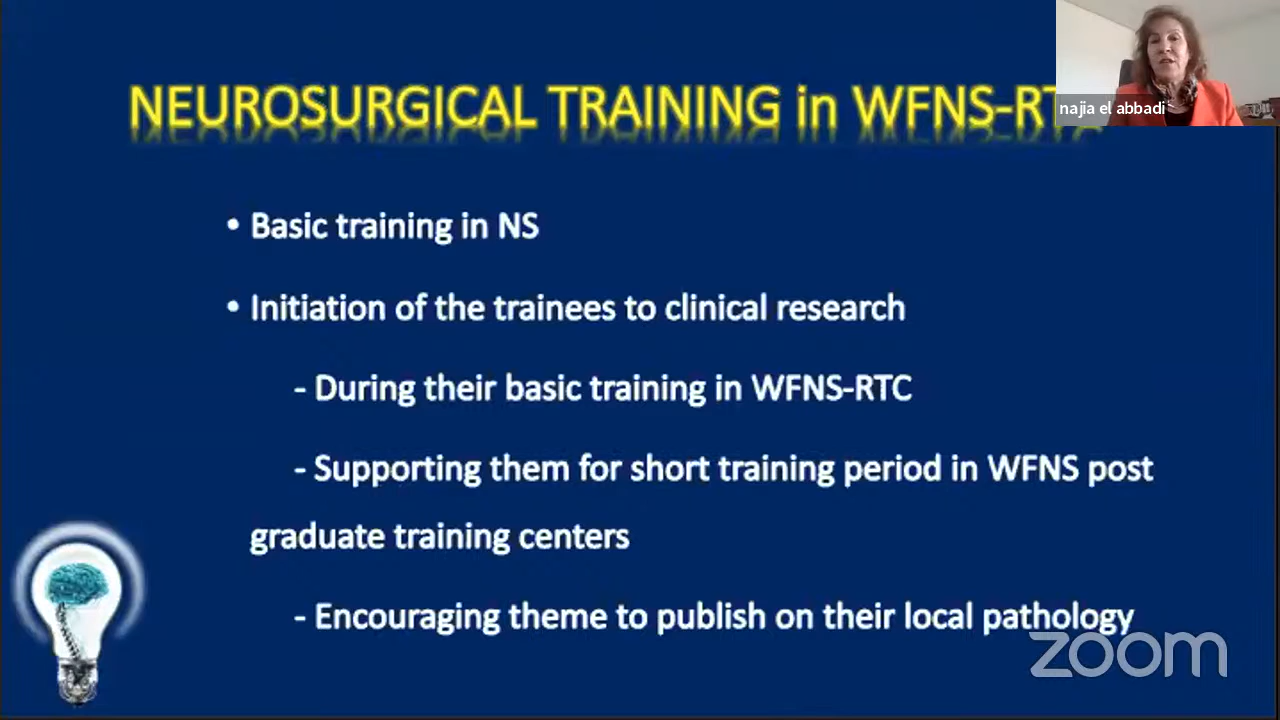 NEUROSURGICAL TRAINING in WFNS-RTC
najia el abbadi
• Basic training in NS
• Initiation of the trainees to clinical research
- During their basic training in WFNS-RTC
- Supporting them for short training period in WFNS post
graduate training centers
- Encouraging theme to publish on their local pathology
zoom